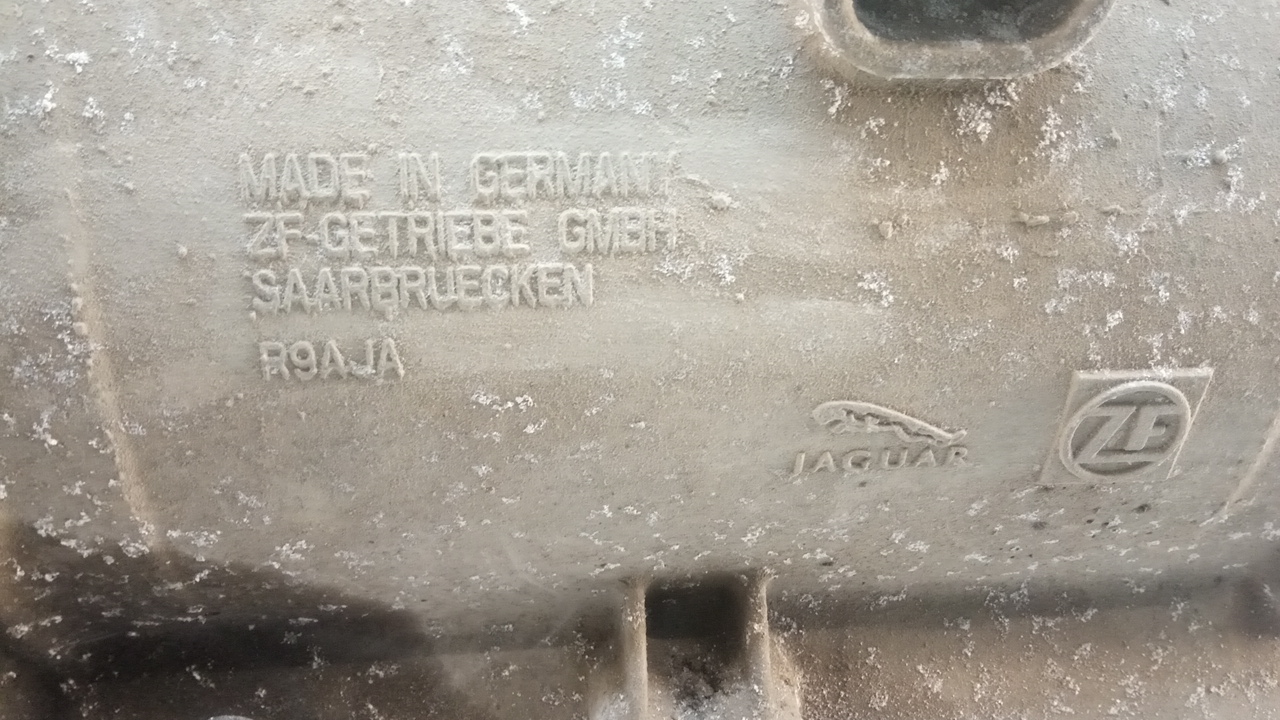 MADE IN GERMANY
ZF-GETRIEBE GMBH
SAARBRUECKEN
R9AJA
JAGUAR
ZF